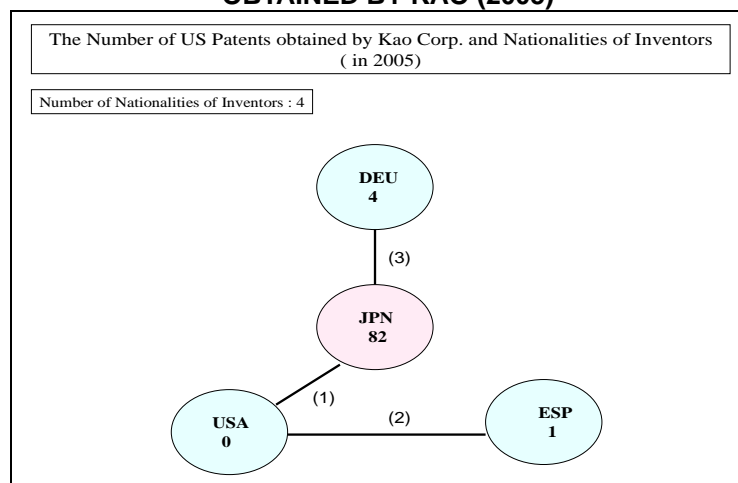 OBTAINED BY KAO (2005)
The Number of US Patents obtained by Kao Corp. and Nationalities of Inventors
( in 2005)
Number of Nationalities of Inventors : 4
DEU
4
(3)
JPN
82
(1)
USA
0
(2)
ESP
1